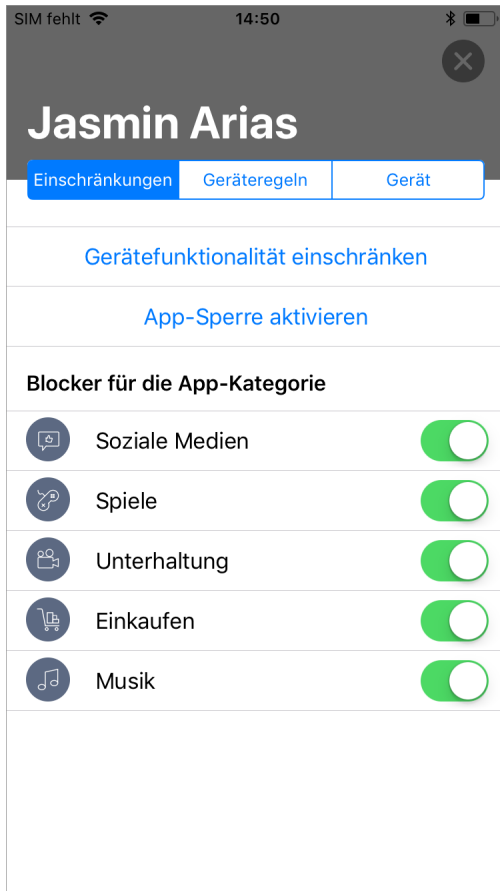 SIM fehlt 14:50
Jasmin Arias
Einschränkungen Geräteregeln Gerät
Gerätefunktionalität einschränken
App-Sperre aktivieren
Blocker für die App-Kategorie
Soziale Medien
Spiele
Unterhaltung
Einkaufen
Musik